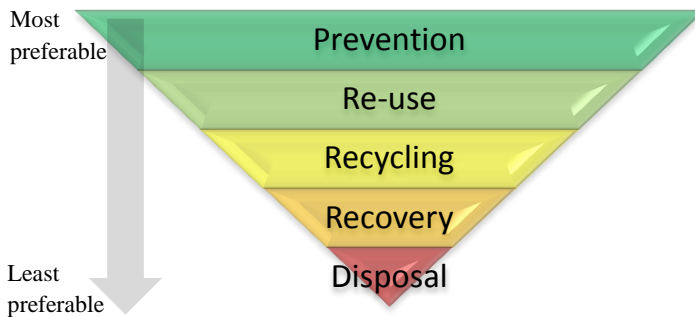 Most
preferable
Prevention
Re-use
Recycling
Recovery
Disposal
Least
preferable